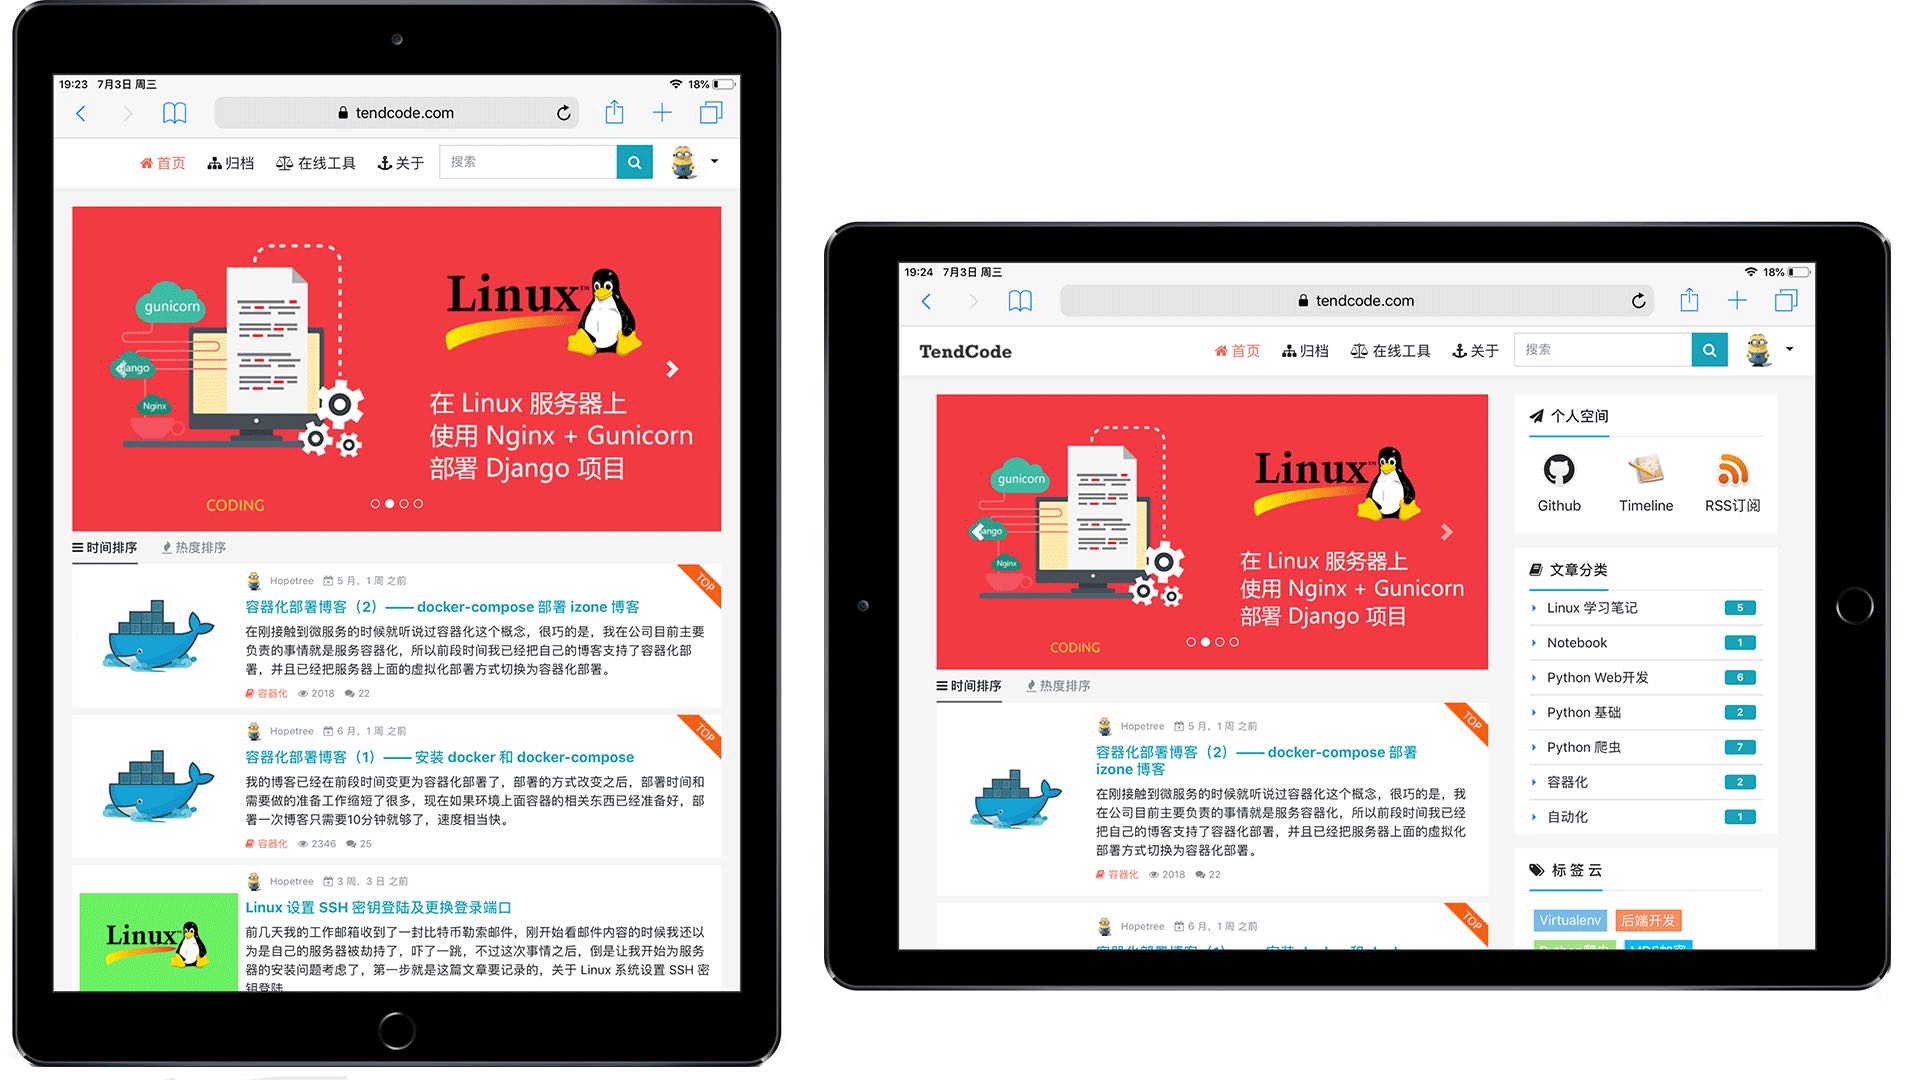 19:23 7月3日 周三
18%
tendcode.com
首页 归档 在线工具 关于 搜索
gunicorn
django
Nginx
Linux™
在 Linux 服务器上
使用 Nginx + Gunicorn
部署 Django 项目
CODING
时间排序 热度排序
Hopetree 5 月, 1 周 之前
TOP
容器化部署博客（2）—— docker-compose 部署 izone 博客
在刚接触到微服务的时候就听说过容器化这个概念，很巧的是，我在公司目前主要
负责的事情就是服务容器化，所以前段时间我已经把自己的博客支持了容器化部
署，并且已经把服务器上面的虚拟化部署方式切换为容器化部署。
容器化 2018 22
Hopetree 6 月, 1 周 之前
TOP
容器化部署博客（1）—— 安装 docker 和 docker-compose
我的博客已经在前段时间变更为容器化部署了，部署的方式改变之后，部署时间和
需要做的准备工作缩短了很多，现在如果环境上面容器的相关东西已经准备好，部
署一次博客只需要10分钟就够了，速度相当快。
容器化 2346 25
Hopetree 3 周, 3 日 之前
Linux 设置 SSH 密钥登陆及更换登录端口
Linux™
前几天我的工作邮箱收到了一封比特币勒索邮件，刚开始看邮件内容的时候我还以
为是自己的服务器被劫持了，吓了一跳，不过这次事情之后，倒是让我开始为服务
器的安装问题考虑了，第一步就是这篇文章要记录的，关于 Linux 系统设置 SSH 密
钥登陆
19:24 7月3日 周三
18%
tendcode.com
TendCode
首页 归档 在线工具 关于 搜索
gunicorn
django
Nginx
Linux™
在 Linux 服务器上
使用 Nginx + Gunicorn
部署 Django 项目
CODING
时间排序 热度排序
Hopetree 5 月, 1 周 之前
TOP
容器化部署博客（2）—— docker-compose 部署
izone 博客
在刚接触到微服务的时候就听说过容器化这个概念，很巧的是，我
在公司目前主要负责的事情就是服务容器化，所以前段时间我已经
把自己的博客支持了容器化部署，并且已经把服务器上面的虚拟化
部署方式切换为容器化部署。
容器化 2018 22
Hopetree 6 月, 1 周 之前
TOP
个人空间
Github Timeline RSS订阅
文章分类
Linux 学习笔记 5
Notebook 1
Python Web开发 6
Python 基础 2
Python 爬虫 7
容器化 2
自动化 1
标 签 云
Virtualenv 后端开发
Python爬虫 MD5加密